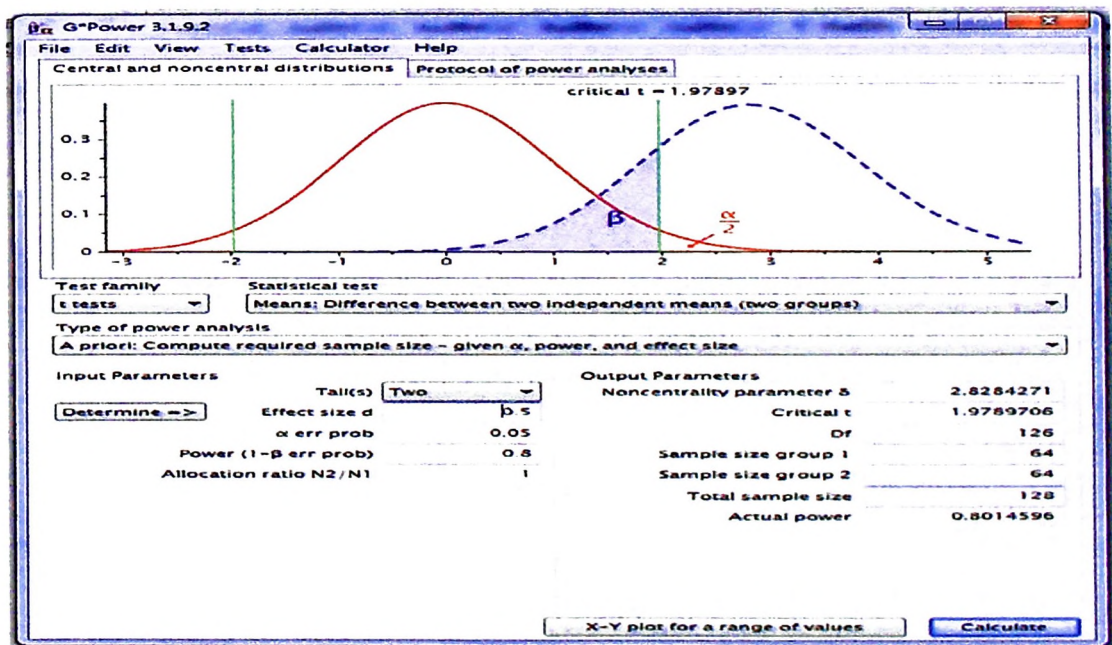 βα G*Power 3.1.9.2
File Edit View Tests Calculator Help
Central and noncentral distributions Protocol of power analyses
critical t = 1.97897
0.3
0.2
0.1
0
β
α
2
-3 -2 -1 0 1 2 3 4 5
Test family Statistical test
t tests Means: Difference between two independent means (two groups)
Type of power analysis
A priori: Compute required sample size – given α, power, and effect size
Input Parameters Output Parameters
Tail(s) Two Noncentrality parameter δ 2.8284271
Determine => Effect size d 0.5 Critical t 1.9789706
α err prob 0.05 Df 126
Power (1-β err prob) 0.8 Sample size group 1 64
Allocation ratio N2/N1 1 Sample size group 2 64
Total sample size 128
Actual power 0.8014596
X-Y plot for a range of values Calculate